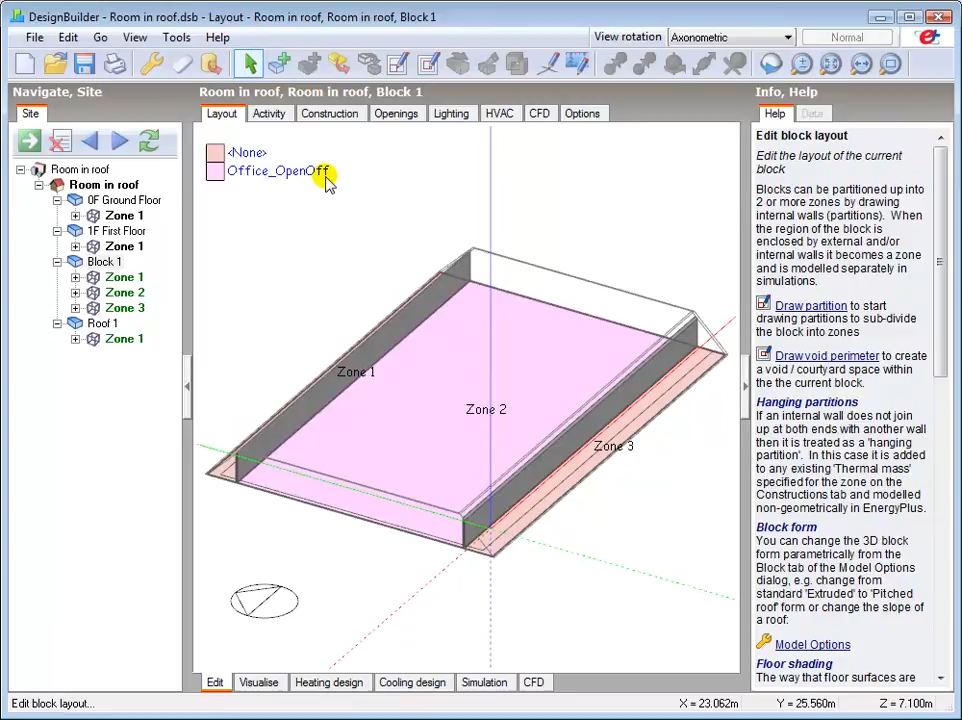 DesignBuilder - Room in roof.dsb - Layout - Room in roof, Room in roof, Block 1
File Edit Go View Tools Help
View rotation Axonometric Normal
Navigate, Site
Site
Room in roof
Room in roof
0F Ground Floor
Zone 1
1F First Floor
Zone 1
Block 1
Zone 1
Zone 2
Zone 3
Roof 1
Zone 1
Room in roof, Room in roof, Block 1
Layout Activity Construction Openings Lighting HVAC CFD Options
<None>
Office_OpenOff
Zone 1
Zone 2
Zone 3
Edit Visualise Heating design Cooling design Simulation CFD
Info, Help
Help Data
Edit block layout
Edit the layout of the current
block
Blocks can be partitioned up into
2 or more zones by drawing
internal walls (partitions). When
the region of the block is
enclosed by external and/or
internal walls it becomes a zone
and is modelled separately in
simulations.
Draw partition to start
drawing partitions to sub-divide
the block into zones
Draw void perimeter to create
a void / courtyard space within
the the current block.
Hanging partitions
If an internal wall does not join
up at both ends with another wall
then it is treated as a 'hanging
partition'. In this case it is
added to any existing 'Thermal mass'
specified for the zone on the
Constructions tab and modelled
non-geometrically in EnergyPlus.
Block form
You can change the 3D block
form parametrically from the
Block tab of the Model Options
dialog, e.g. change from
standard 'Extruded' to 'Pitched
roof' form or change the slope of
a roof:
Model Options
Floor shading
The way that floor surfaces are
Edit block layout...
X = 23.062m Y = 25.560m Z = 7.100m